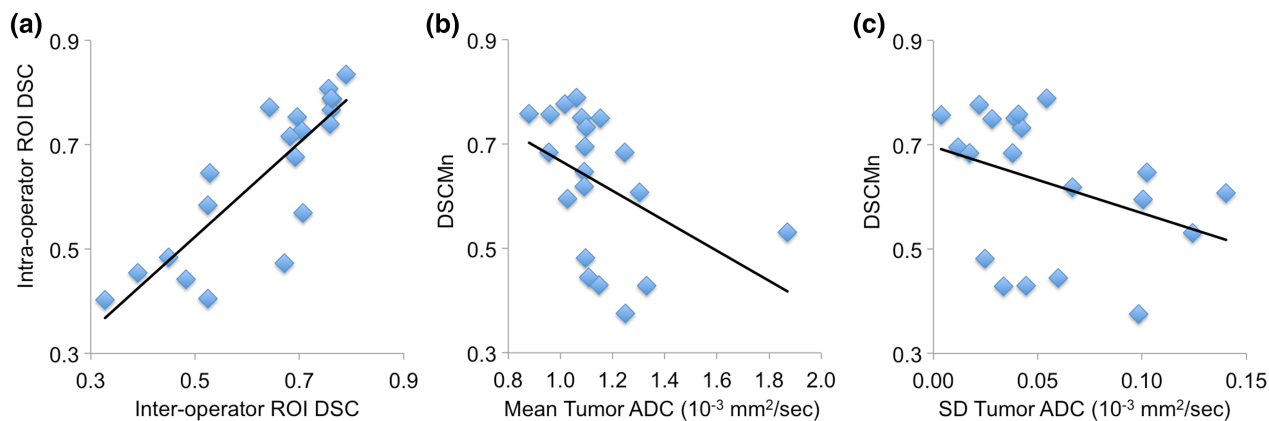 (a)
0.9
0.7
0.5
0.3
Intra-operator ROI DSC
0.3 0.5 0.7 0.9
Inter-operator ROI DSC
(b)
0.9
0.7
0.5
0.3
DSCMn
0.8 1.0 1.2 1.4 1.6 1.8 2.0
Mean Tumor ADC (10⁻³ mm²/sec)
(c)
0.9
0.7
0.5
0.3
DSCMn
0.00 0.05 0.10 0.15
SD Tumor ADC (10⁻³ mm²/sec)